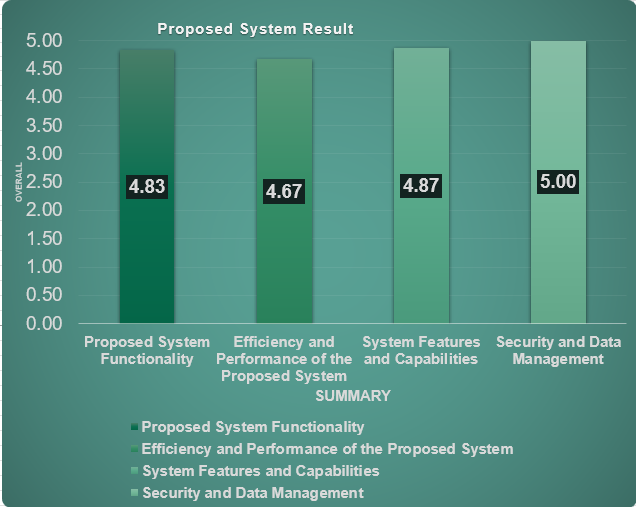 Proposed System Result
5.00
4.50
4.00
3.50
3.00
2.50
2.00
1.50
1.00
0.50
0.00
OVERALL
4.83
4.67
4.87
5.00
Proposed System
Functionality
Efficiency and
Performance of the
Proposed System
System Features
and Capabilities
Security and Data
Management
SUMMARY
Proposed System Functionality
Efficiency and Performance of the Proposed System
System Features and Capabilities
Security and Data Management